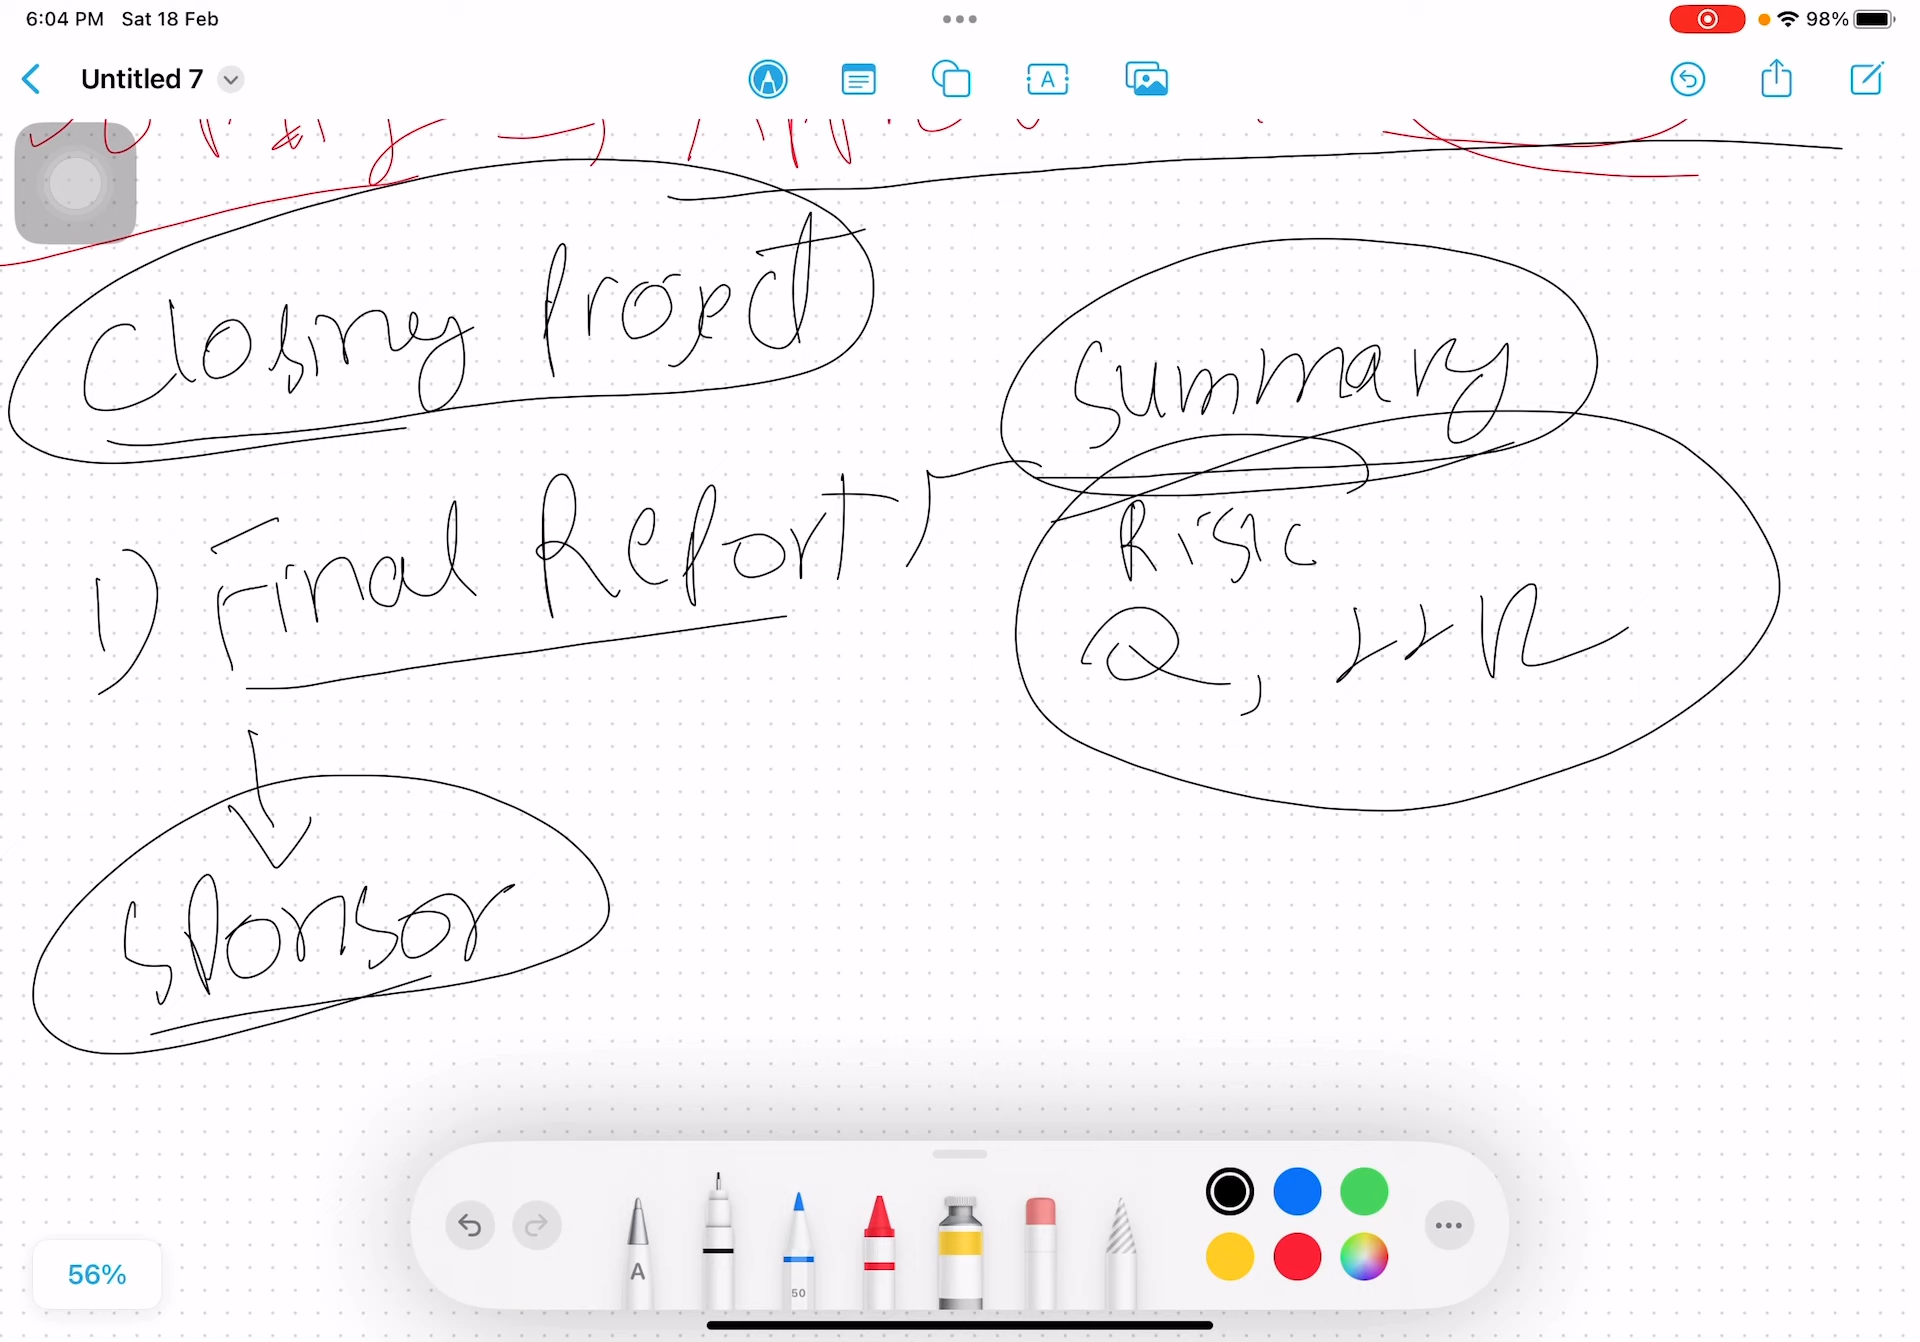 6:04 PM Sat 18 Feb
98%
Untitled 7
A
Closing Project
Summary
1) Final Report
Risk
Q, HR
Sponsor
A
50
56%